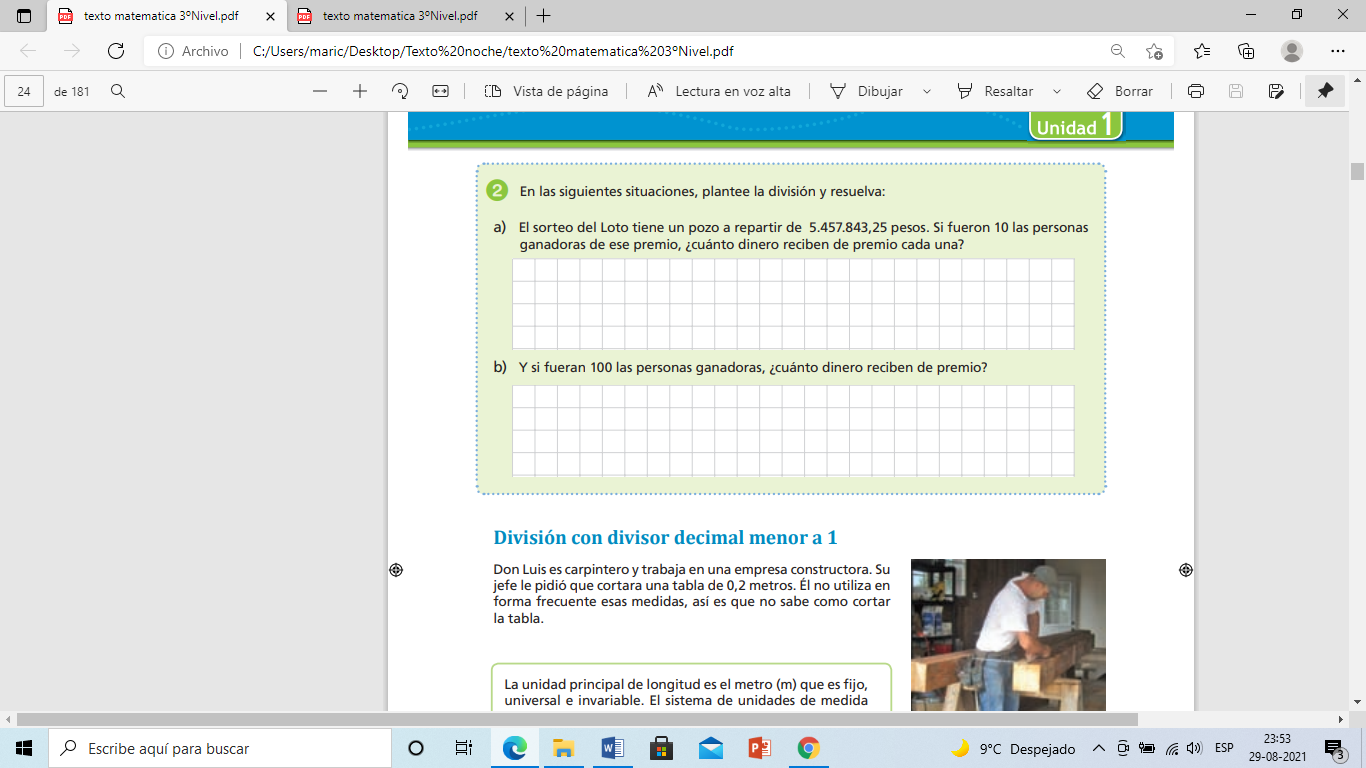 texto matematica 3ºNivel.pdf
texto matematica 3ºNivel.pdf
Archivo
C:/Users/maric/Desktop/Texto%20noche/texto%20matematica%203ºNivel.pdf
24
de 181
Vista de página
Lectura en voz alta
Dibujar
Resaltar
Borrar
Unidad 1
2 En las siguientes situaciones, plantee la división y resuelva:
a) El sorteo del Loto tiene un pozo a repartir de 5.457.843,25 pesos. Si fueron 10 las personas
ganadoras de ese premio, ¿cuánto dinero reciben de premio cada una?
b) Y si fueran 100 las personas ganadoras, ¿cuánto dinero reciben de premio?
División con divisor decimal menor a 1
Don Luis es carpintero y trabaja en una empresa constructora. Su
jefe le pidió que cortara una tabla de 0,2 metros. Él no utiliza en
forma frecuente esas medidas, así es que no sabe como cortar
la tabla.
La unidad principal de longitud es el metro (m) que es fijo,
universal e invariable. El sistema de unidades de medida
Escribe aquí para buscar
9°C Despejado
ESP
23:53
29-08-2021
3